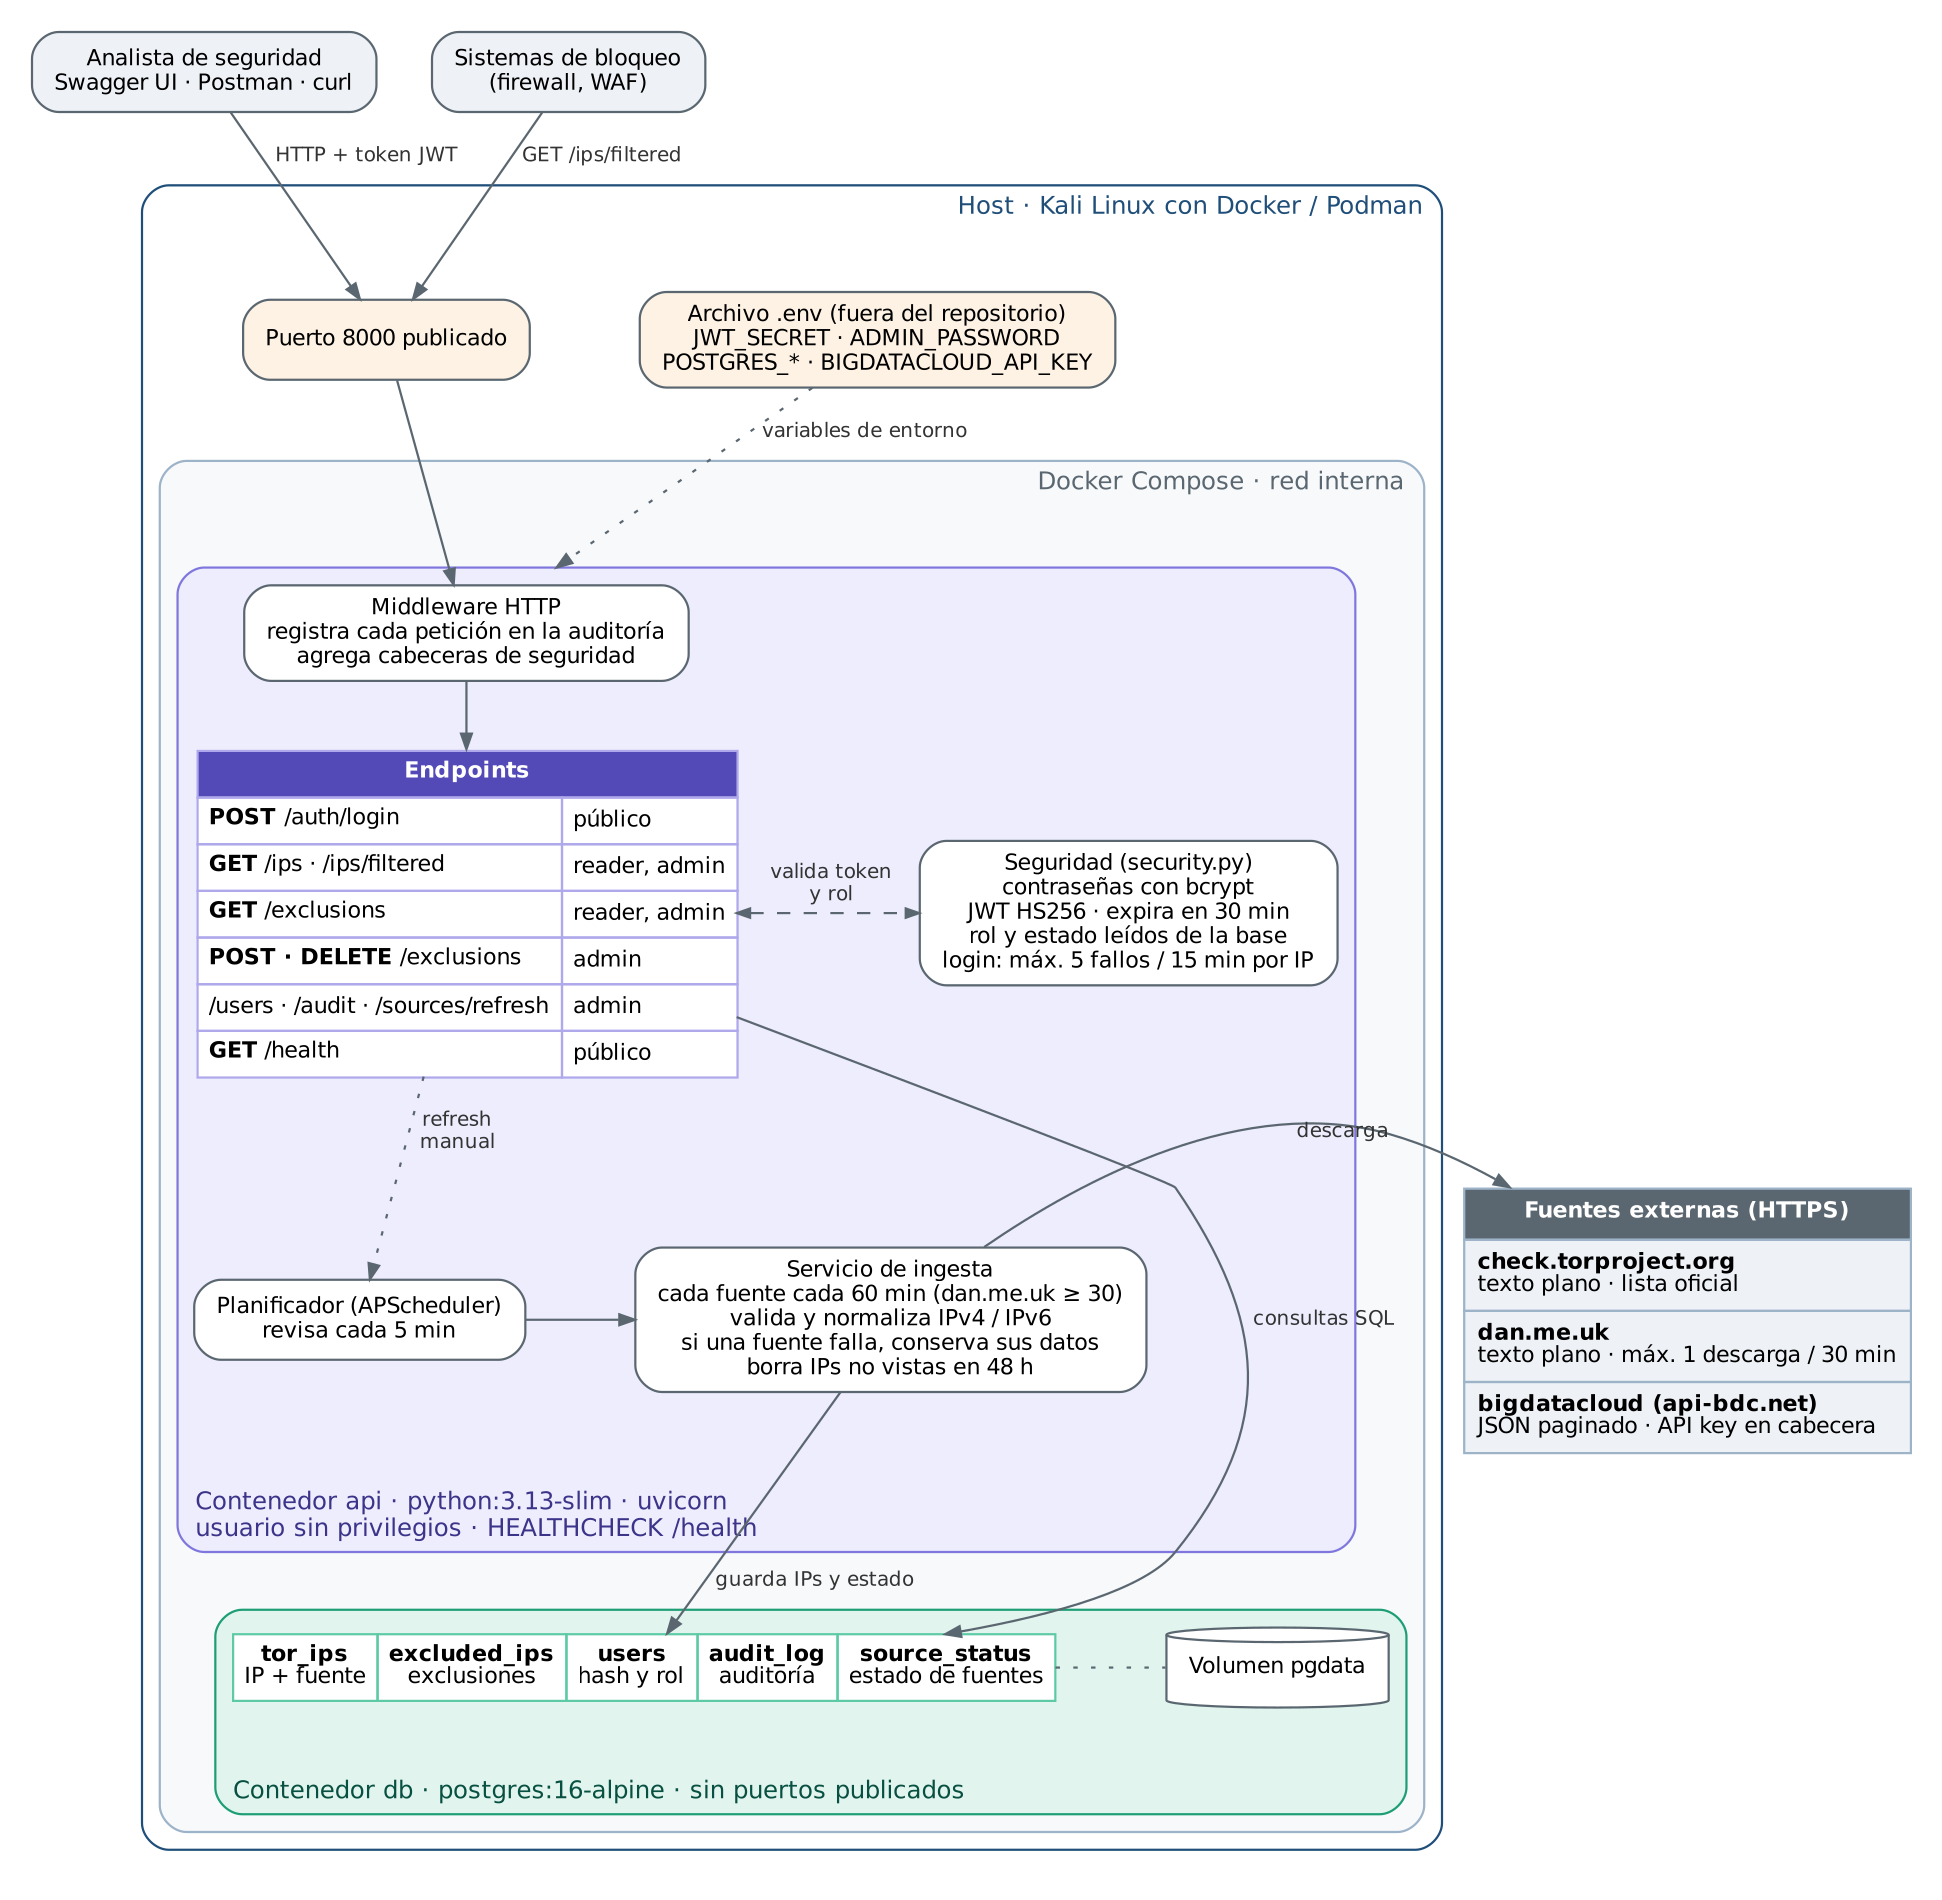 Analista de seguridad
Swagger UI · Postman · curl
Sistemas de bloqueo
(firewall, WAF)
HTTP + token JWT
GET /ips/filtered
Host · Kali Linux con Docker / Podman
Puerto 8000 publicado
Archivo .env (fuera del repositorio)
JWT_SECRET · ADMIN_PASSWORD
POSTGRES_* · BIGDATACLOUD_API_KEY
variables de entorno
Docker Compose · red interna
Middleware HTTP
registra cada petición en la auditoría
agrega cabeceras de seguridad
Endpoints
POST /auth/login
público
GET /ips · /ips/filtered
reader, admin
GET /exclusions
reader, admin
POST · DELETE /exclusions
admin
/users · /audit · /sources/refresh
admin
GET /health
público
valida token
y rol
Seguridad (security.py)
contraseñas con bcrypt
JWT HS256 · expira en 30 min
rol y estado leídos de la base
login: máx. 5 fallos / 15 min por IP
refresh
manual
descarga
Planificador (APScheduler)
revisa cada 5 min
Servicio de ingesta
cada fuente cada 60 min (dan.me.uk ≥ 30)
valida y normaliza IPv4 / IPv6
si una fuente falla, conserva sus datos
borra IPs no vistas en 48 h
consultas SQL
Fuentes externas (HTTPS)
check.torproject.org
texto plano · lista oficial
dan.me.uk
texto plano · máx. 1 descarga / 30 min
bigdatacloud (api-bdc.net)
JSON paginado · API key en cabecera
Contenedor api · python:3.13-slim · uvicorn
usuario sin privilegios · HEALTHCHECK /health
guarda IPs y estado
tor_ips
IP + fuente
excluded_ips
exclusiones
users
hash y rol
audit_log
auditoría
source_status
estado de fuentes
Volumen pgdata
Contenedor db · postgres:16-alpine · sin puertos publicados